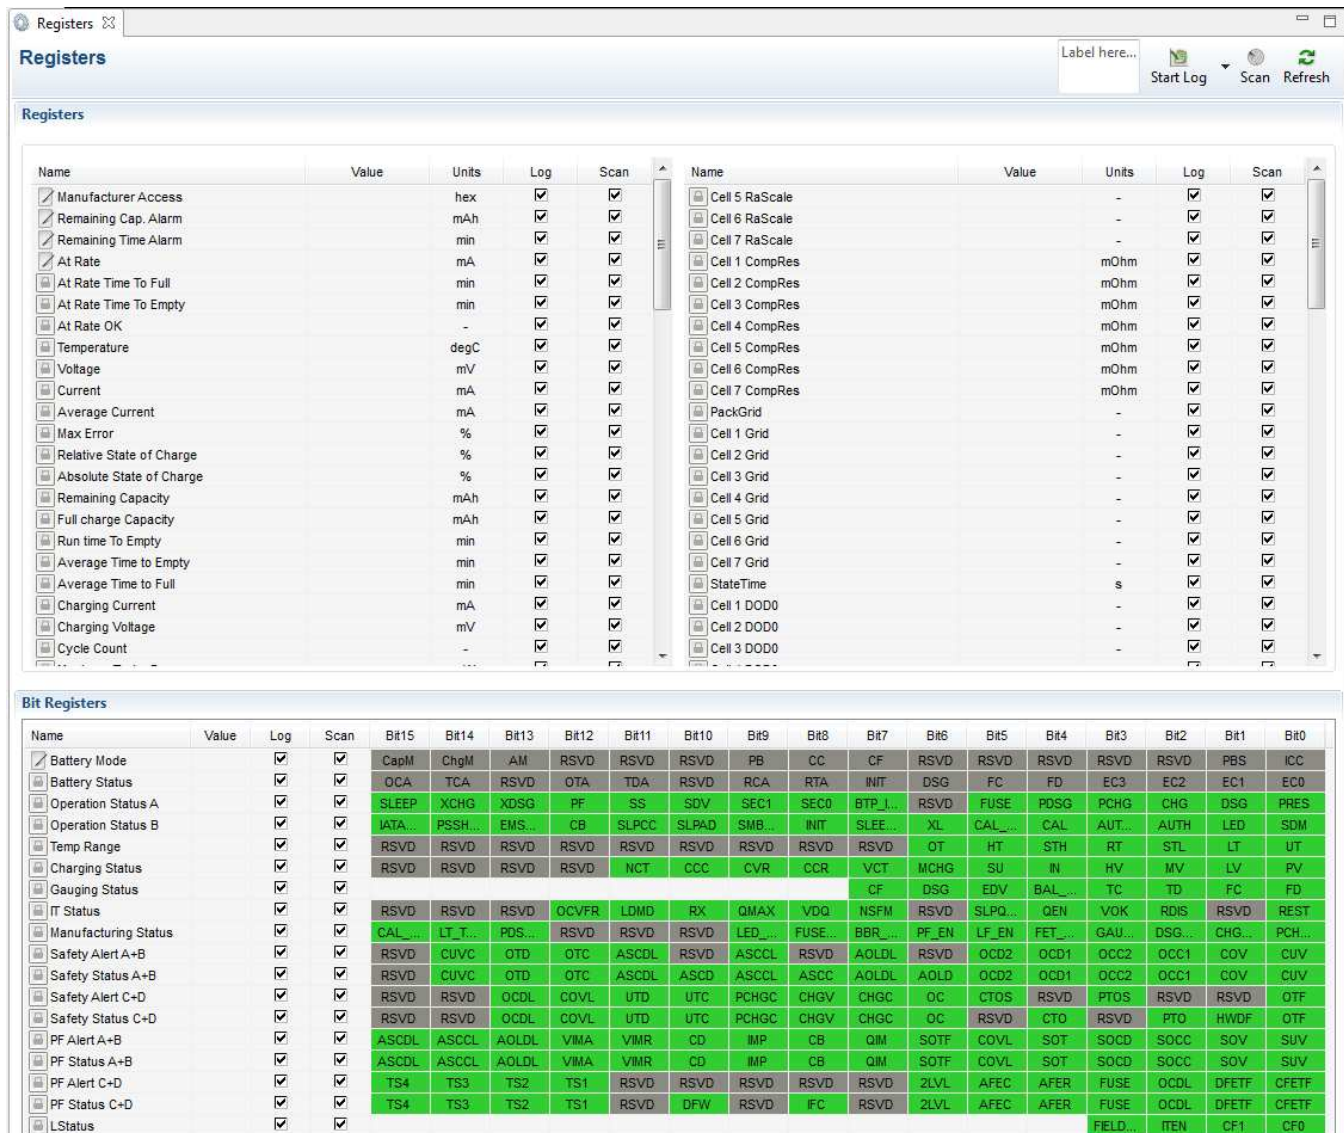 Registers
Registers
Label here...
Start Log
Scan
Refresh
Registers
Name Value Units Log Scan
Manufacturer Access hex
Remaining Cap. Alarm mAh
Remaining Time Alarm min
At Rate mA
At Rate Time To Full min
At Rate Time To Empty min
At Rate OK -
Temperature degC
Voltage mV
Current mA
Average Current mA
Max Error %
Relative State of Charge %
Absolute State of Charge %
Remaining Capacity mAh
Full charge Capacity mAh
Run time To Empty min
Average Time to Empty min
Average Time to Full min
Charging Current mA
Charging Voltage mV
Cycle Count -
Name Value Units Log Scan
Cell 5 RaScale -
Cell 6 RaScale -
Cell 7 RaScale -
Cell 1 CompRes mOhm
Cell 2 CompRes mOhm
Cell 3 CompRes mOhm
Cell 4 CompRes mOhm
Cell 5 CompRes mOhm
Cell 6 CompRes mOhm
Cell 7 CompRes mOhm
PackGrid -
Cell 1 Grid -
Cell 2 Grid -
Cell 3 Grid -
Cell 4 Grid -
Cell 5 Grid -
Cell 6 Grid -
Cell 7 Grid -
StateTime s
Cell 1 DOD0 -
Cell 2 DOD0 -
Cell 3 DOD0 -
Bit Registers
Name Value Log Scan Bit15 Bit14 Bit13 Bit12 Bit11 Bit10 Bit9 Bit8 Bit7 Bit6 Bit5 Bit4 Bit3 Bit2 Bit1 Bit0
Battery Mode CapM ChgM AM RSVD RSVD RSVD PB CC CF RSVD RSVD RSVD RSVD RSVD PBS ICC
Battery Status OCA TCA RSVD OTA TDA RSVD RCA RTA INIT DSG FC FD EC3 EC2 EC1 EC0
Operation Status A SLEEP XCHG XDSG PF SS SDV SEC1 SEC0 BTP_I... RSVD FUSE PDSG PCHG CHG DSG PRES
Operation Status B IATA... PSSH... EMS... CB SLPCC SLPAD SMB... INIT SLEE... XL CAL_... CAL AUT... AUTH LED SDM
Temp Range RSVD RSVD RSVD RSVD RSVD RSVD RSVD RSVD RSVD OT HT STH RT STL LT UT
Charging Status RSVD RSVD RSVD RSVD NCT CCC CVR CCR VCT MCHG SU IN HV MV LV PV
Gauging Status CF DSG EDV BAL_... TC TD FC FD
IT Status RSVD RSVD RSVD OCVFR LDMD RX QMAX VDQ NSFM RSVD SLPQ... QEN VOK RDIS RSVD REST
Manufacturing Status CAL_... LT_T... PDS... RSVD RSVD RSVD LED_... FUSE... BBR_... PF_EN LF_EN FET_... GAU... DSG... CHG... PCH...
Safety Alert A+B RSVD CUVC OTD OTC ASCDL RSVD ASCCL RSVD AOLDL RSVD OCD2 OCD1 OCC2 OCC1 COV CUV
Safety Status A+B RSVD CUVC OTD OTC ASCDL ASCD ASCCL ASCC AOLDL AOLD OCD2 OCD1 OCC2 OCC1 COV CUV
Safety Alert C+D RSVD RSVD OCDL COVL UTD UTC PCHGC CHGV CHGC OC CTOS RSVD PTOS RSVD RSVD OTF
Safety Status C+D RSVD RSVD OCDL COVL UTD UTC PCHGC CHGV CHGC OC RSVD CTO RSVD PTO HWDF OTF
PF Alert A+B ASCDL ASCCL AOLDL VIMA VIMR CD IMP CB QIM SOTF COVL SOT SOCD SOCC SOV SUV
PF Status A+B ASCDL ASCCL AOLDL VIMA VIMR CD IMP CB QIM SOTF COVL SOT SOCD SOCC SOV SUV
PF Alert C+D TS4 TS3 TS2 TS1 RSVD RSVD RSVD RSVD RSVD 2LVL AFEC AFER FUSE OCDL DFETF CFETF
PF Status C+D TS4 TS3 TS2 TS1 RSVD DFW RSVD IFC RSVD 2LVL AFEC AFER FUSE OCDL DFETF CFETF
LStatus FIELD... ITEN CF1 CF0